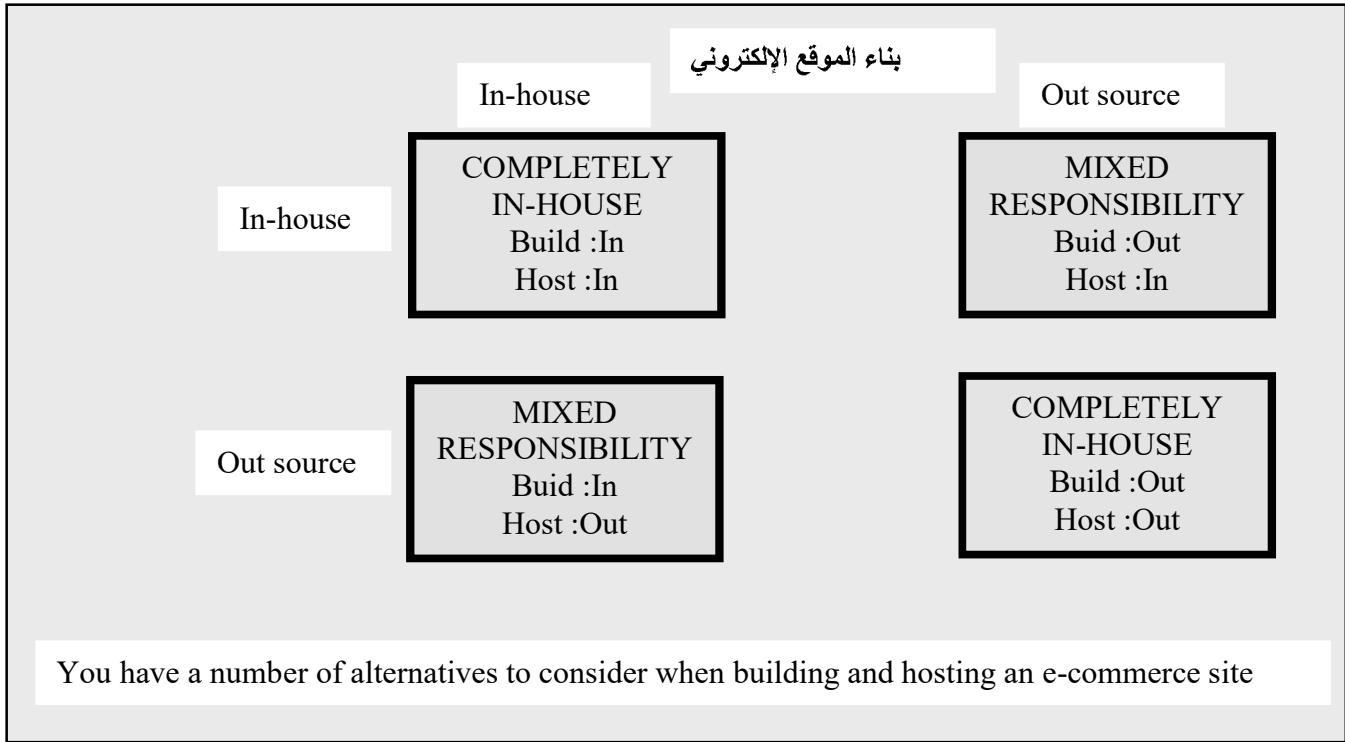 بناء الموقع الإلكتروني
In-house
Out source
In-house
COMPLETELY
IN-HOUSE
Build :In
Host :In
MIXED
RESPONSIBILITY
Buid :Out
Host :In
Out source
MIXED
RESPONSIBILITY
Buid :In
Host :Out
COMPLETELY
IN-HOUSE
Build :Out
Host :Out
You have a number of alternatives to consider when building and hosting an e-commerce site